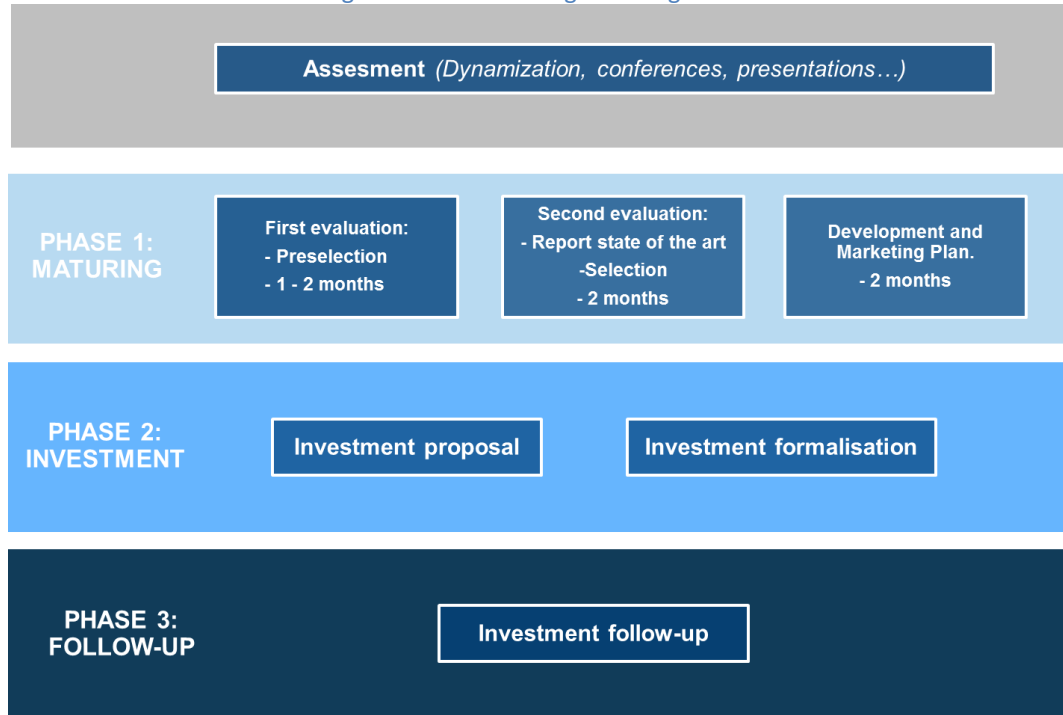 Assesment (Dynamization, conferences, presentations…)
PHASE 1:
MATURING
First evaluation:
- Preselection
- 1 - 2 months
Second evaluation:
- Report state of the art
-Selection
- 2 months
Development and
Marketing Plan.
- 2 months
PHASE 2:
INVESTMENT
Investment proposal
Investment formalisation
PHASE 3:
FOLLOW-UP
Investment follow-up